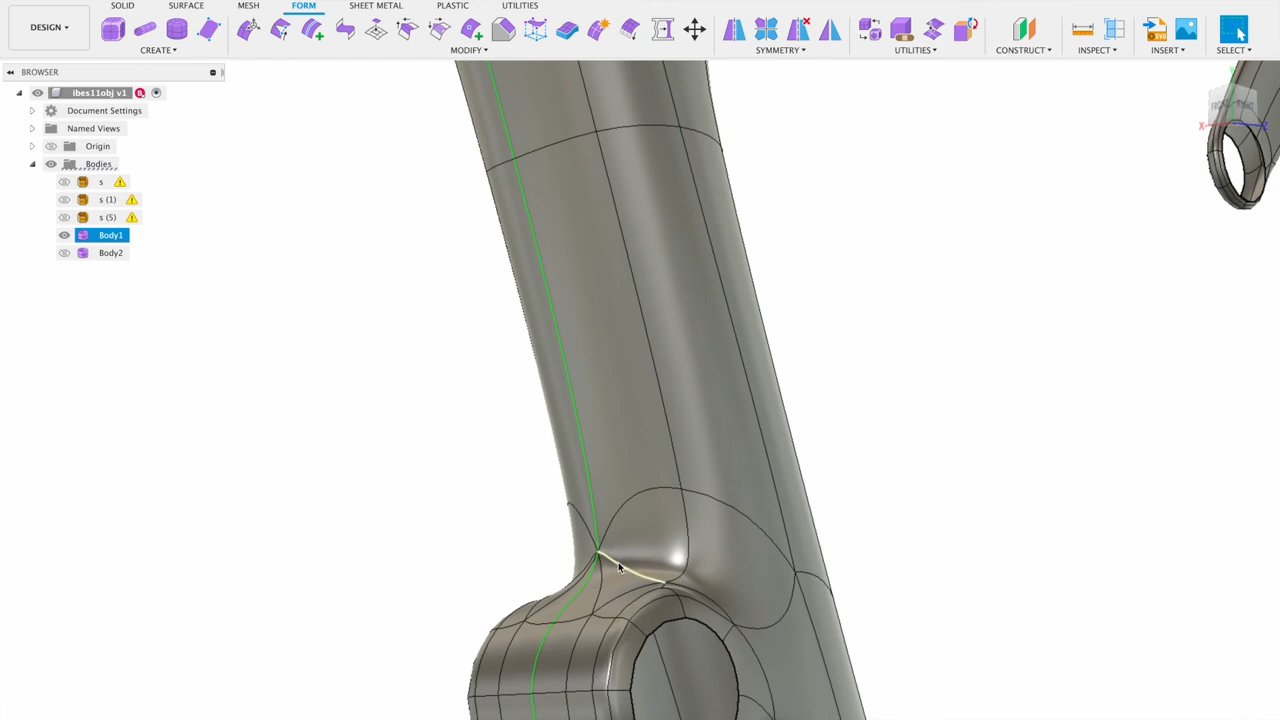 SOLID SURFACE MESH FORM SHEET METAL PLASTIC UTILITIES
DESIGN
CREATE MODIFY SYMMETRY UTILITIES CONSTRUCT INSPECT INSERT SELECT
BROWSER
ibes11obj v1
Document Settings
Named Views
Origin
Bodies
s
s (1)
s (5)
Body1
Body2
X Z